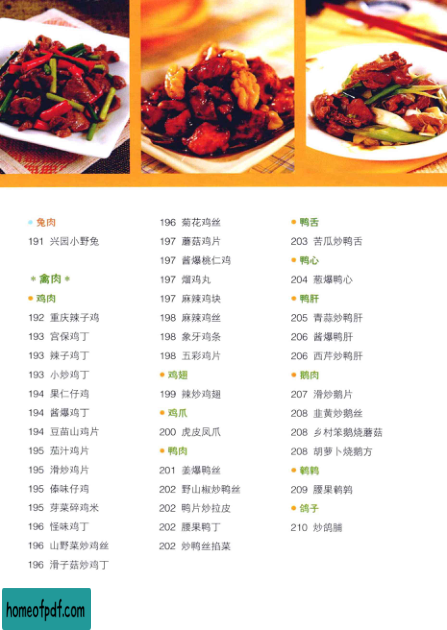 兔肉
191 兴国小野兔
禽肉
鸡肉
192 重庆辣子鸡
193 宫保鸡丁
193 辣子鸡丁
193 小炒鸡丁
194 果仁仔鸡
194 酱爆鸡丁
194 豆苗山鸡片
195 茄汁鸡片
195 滑炒鸡片
195 傣味仔鸡
195 芽菜碎鸡米
196 怪味鸡丁
196 山野菜炒鸡丝
196 滑子菇炒鸡丁
196 菊花鸡丝
197 蘑菇鸡片
197 酱爆桃仁鸡
197 熘鸡丸
197 麻辣鸡块
198 麻辣鸡丝
198 象牙鸡条
198 五彩鸡片
鸡翅
199 辣炒鸡翅
鸡爪
200 虎皮凤爪
鸭肉
201 姜爆鸭丝
202 野山椒炒鸭丝
202 鸭片炒拉皮
202 腰果鸭丁
202 炒鸭丝掐菜
鸭舌
203 苦瓜炒鸭舌
鸭心
204 葱爆鸭心
鸭肝
205 青蒜炒鸭肝
206 酱爆鸭肝
206 西芹炒鸭肝
鹅肉
207 滑炒鹅片
208 韭黄炒鹅丝
208 乡村笨鹅烧蘑菇
208 胡萝卜烧鹅方
鹌鹑
209 腰果鹌鹑
鸽子
210 炒鸽脯
homeofpdf.com